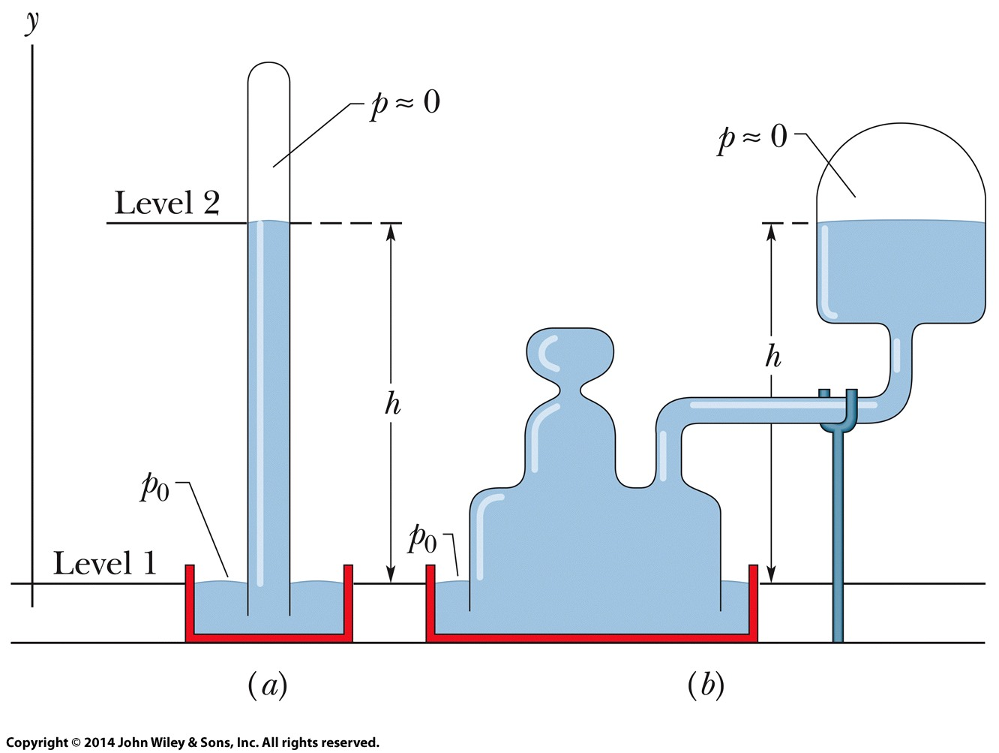 y
p ≈ 0
p ≈ 0
Level 2
h
h
p₀
p₀
Level 1
(a)
(b)
Copyright © 2014 John Wiley & Sons, Inc. All rights reserved.